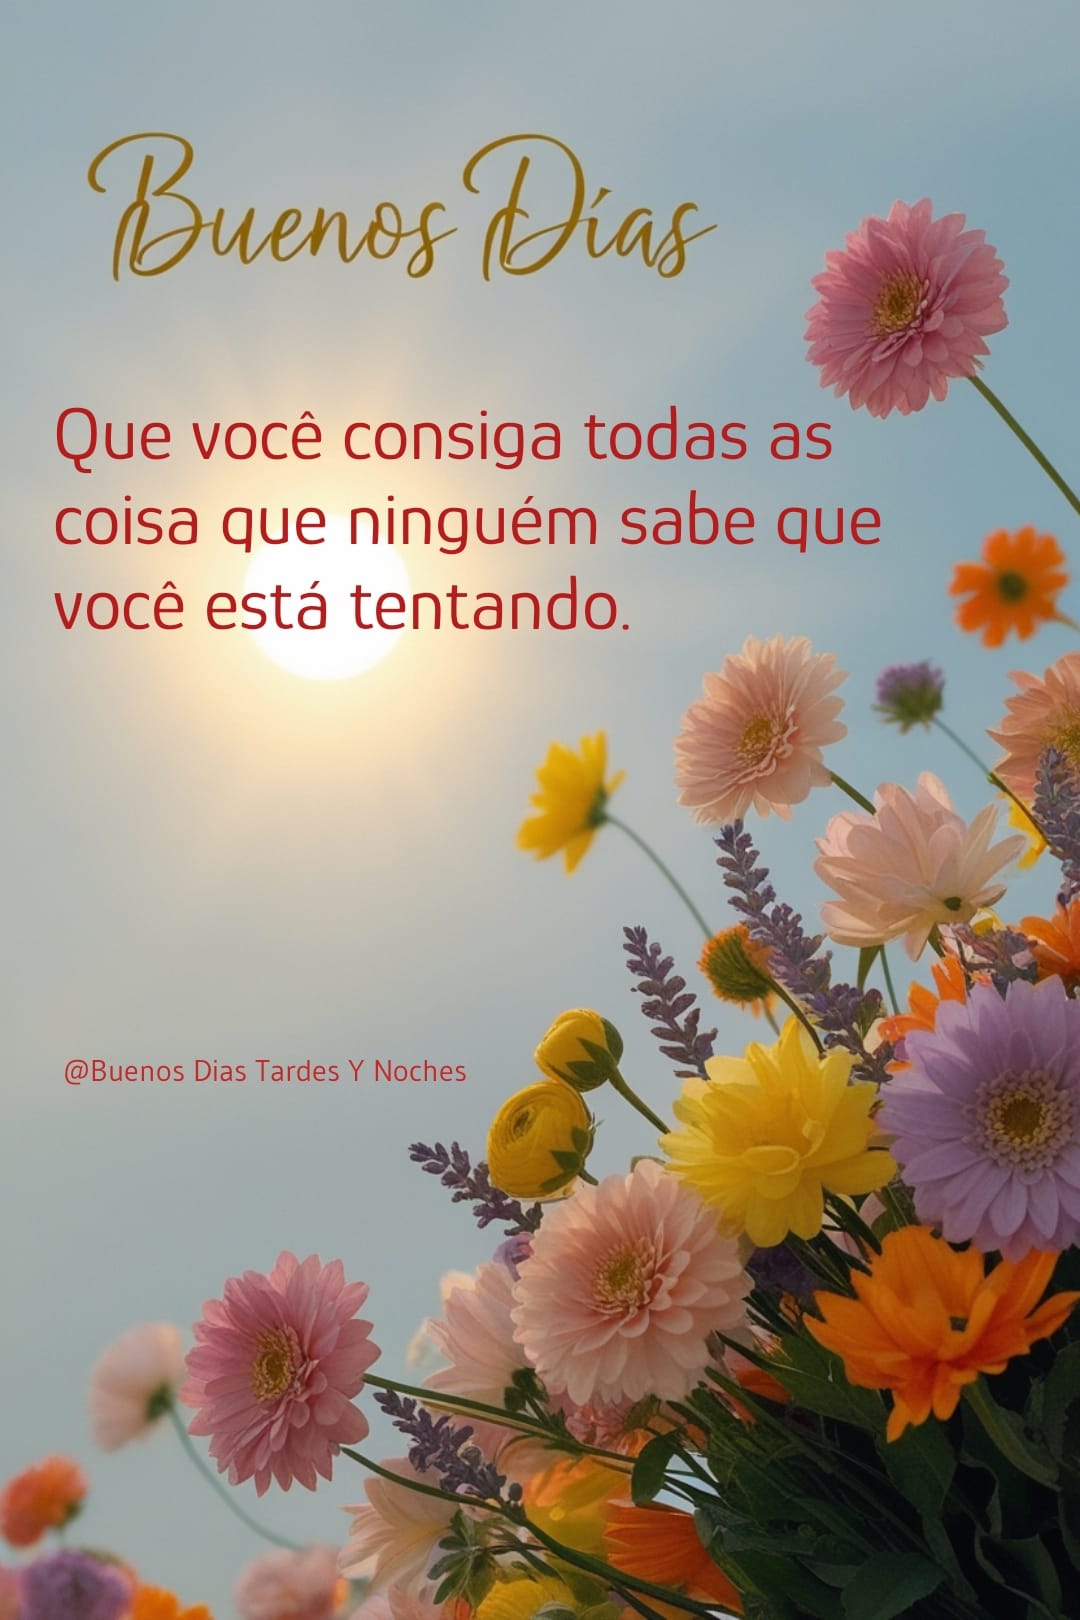 Buenos Días
Que você consiga todas as
coisa que ninguém sabe que
você está tentando.
@Buenos Dias Tardes Y Noches